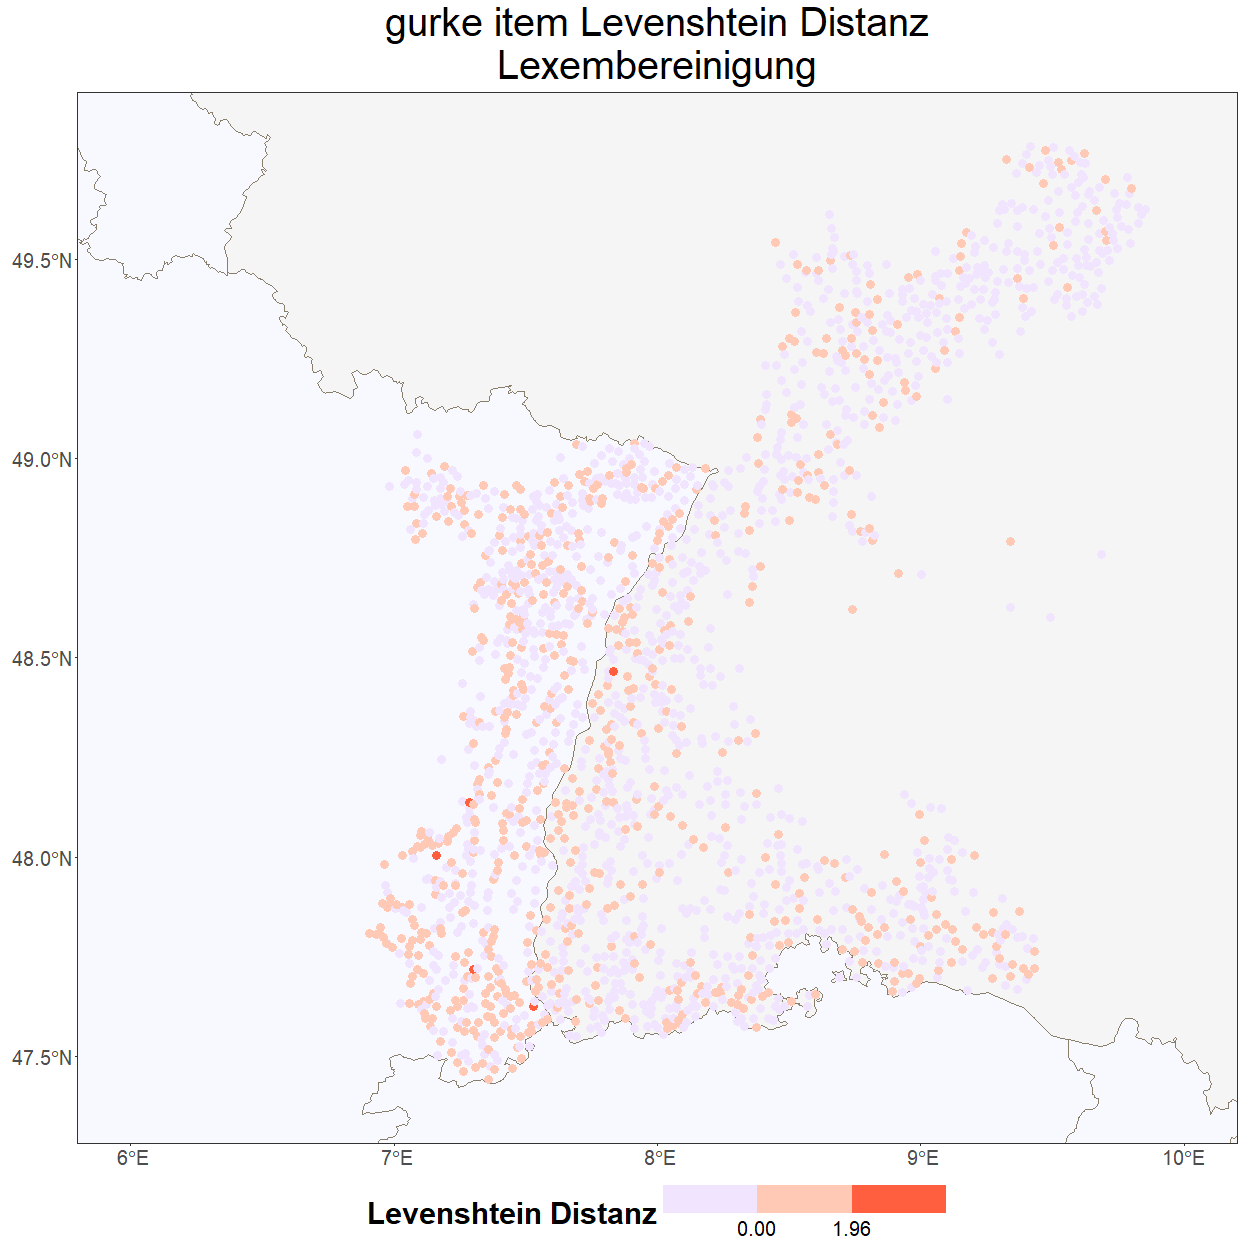 gurke item Levenshtein Distanz
Lexembereinigung
49.5°N
49.0°N
48.5°N
48.0°N
47.5°N
6°E 7°E 8°E 9°E 10°E
Levenshtein Distanz
0.00 1.96